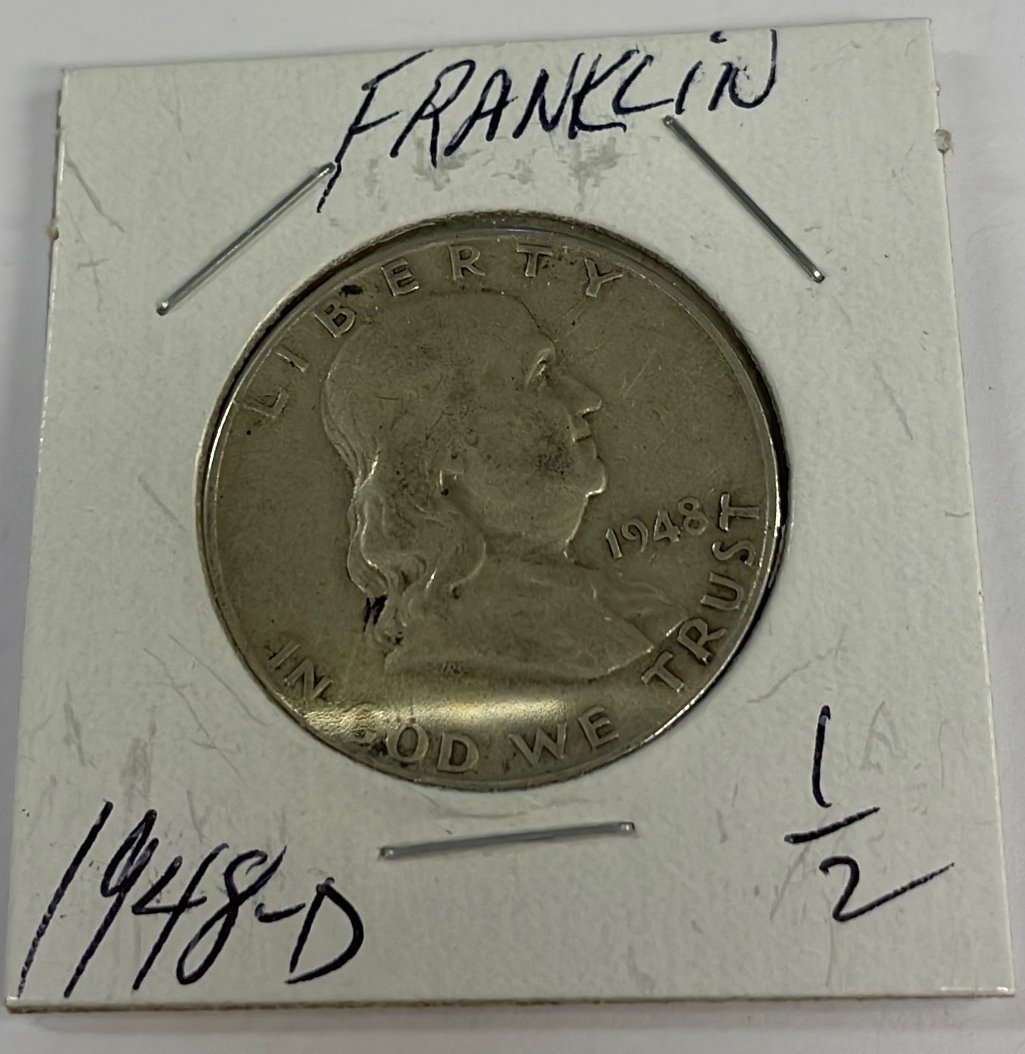 FRANKLIN
LIBERTY
1948
IN GOD WE TRUST
1948-D
1/2